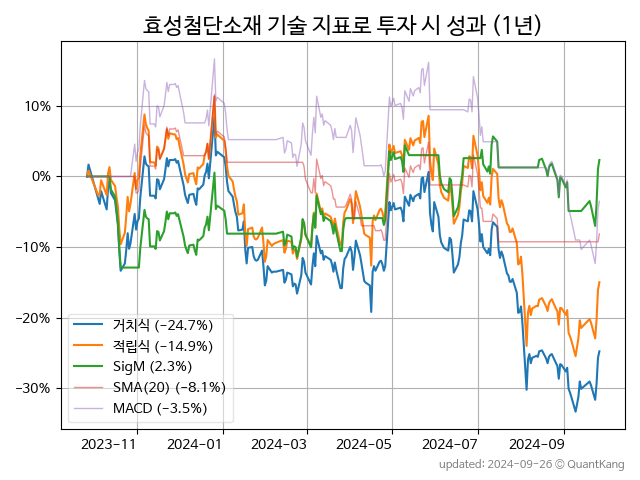 효성첨단소재 기술 지표로 투자 시 성과 (1년)
10%
0%
−10%
−20%
−30%
거치식 (−24.7%)
적립식 (−14.9%)
SigM (2.3%)
SMA(20) (−8.1%)
MACD (−3.5%)
2023-11
2024-01
2024-03
2024-05
2024-07
2024-09
updated: 2024-09-26 © QuantKang